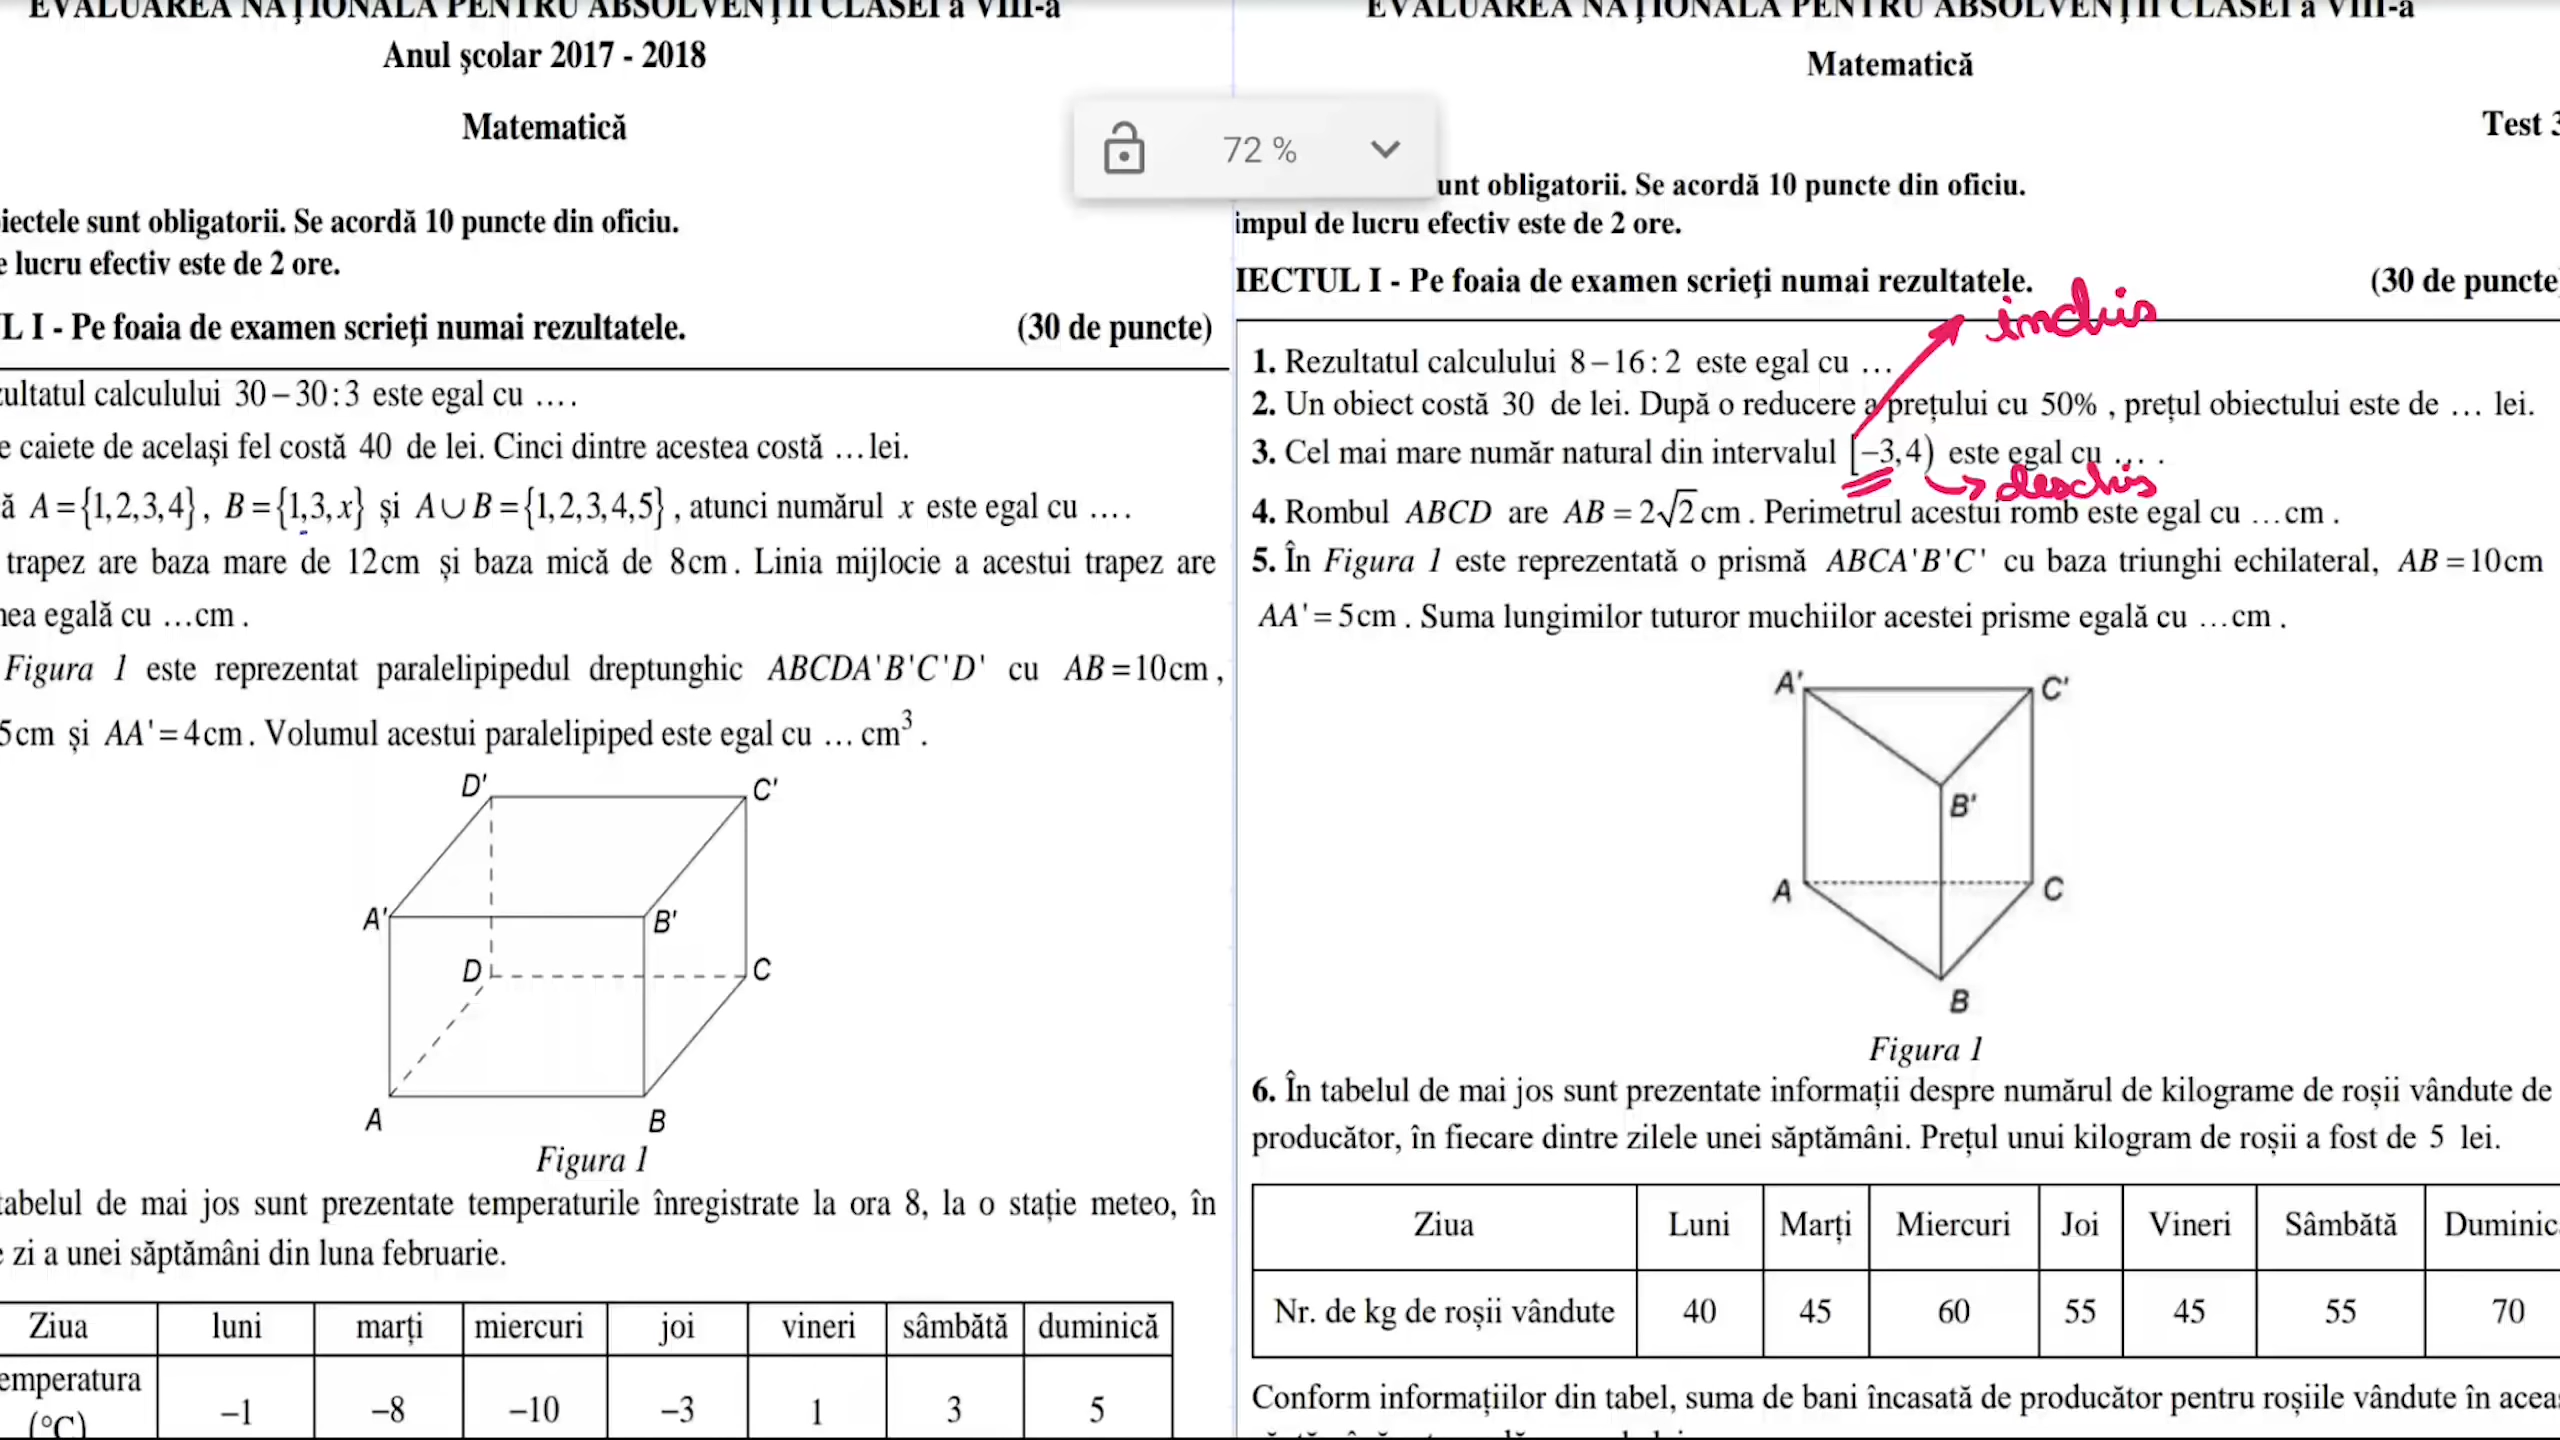 EVALUAREA NAŢIONALĂ PENTRU ABSOLVENŢII CLASEI a VIII-a
Anul şcolar 2017 - 2018
Matematică
iectele sunt obligatorii. Se acordă 10 puncte din oficiu.
e lucru efectiv este de 2 ore.
L I - Pe foaia de examen scrieţi numai rezultatele. (30 de puncte)
zultatul calculului 30 – 30 : 3 este egal cu ….
e caiete de același fel costă 40 de lei. Cinci dintre acestea costă …lei.
ă A = {1,2,3,4}, B = {1,3,x} și A∪B = {1,2,3,4,5}, atunci numărul x este egal cu ….
trapez are baza mare de 12cm și baza mică de 8cm. Linia mijlocie a acestui trapez are
ea egală cu …cm.
Figura 1 este reprezentat paralelipipedul dreptunghic ABCDA'B'C'D' cu AB = 10cm,
5cm și AA' = 4cm. Volumul acestui paralelipiped este egal cu … cm³.
D' C'
A' B'
D C
A B
Figura 1
tabelul de mai jos sunt prezentate temperaturile înregistrate la ora 8, la o stație meteo, în
zi a unei săptămâni din luna februarie.
Ziua luni marți miercuri joi vineri sâmbătă duminică
emperatura
(°C) –1 –8 –10 –3 1 3 5
72 %
EVALUAREA NAŢIONALĂ PENTRU ABSOLVENŢII CLASEI a VIII-a
Matematică
Test 3
unt obligatorii. Se acordă 10 puncte din oficiu.
impul de lucru efectiv este de 2 ore.
IECTUL I - Pe foaia de examen scrieţi numai rezultatele. (30 de puncte)
inchis
1. Rezultatul calculului 8 – 16 : 2 este egal cu …
2. Un obiect costă 30 de lei. După o reducere a prețului cu 50% , prețul obiectului este de … lei.
3. Cel mai mare număr natural din intervalul [–3,4) este egal cu … .
deschis
4. Rombul ABCD are AB = 2√2 cm. Perimetrul acestui romb este egal cu …cm.
5. În Figura 1 este reprezentată o prismă ABCA'B'C' cu baza triunghi echilateral, AB = 10cm
AA' = 5cm. Suma lungimilor tuturor muchiilor acestei prisme egală cu …cm.
A' C'
B'
A C
B
Figura 1
6. În tabelul de mai jos sunt prezentate informații despre numărul de kilograme de roșii vândute de
producător, în fiecare dintre zilele unei săptămâni. Prețul unui kilogram de roșii a fost de 5 lei.
Ziua Luni Marți Miercuri Joi Vineri Sâmbătă Duminic
Nr. de kg de roșii vândute 40 45 60 55 45 55 70
Conform informațiilor din tabel, suma de bani încasată de producător pentru roșiile vândute în aceas